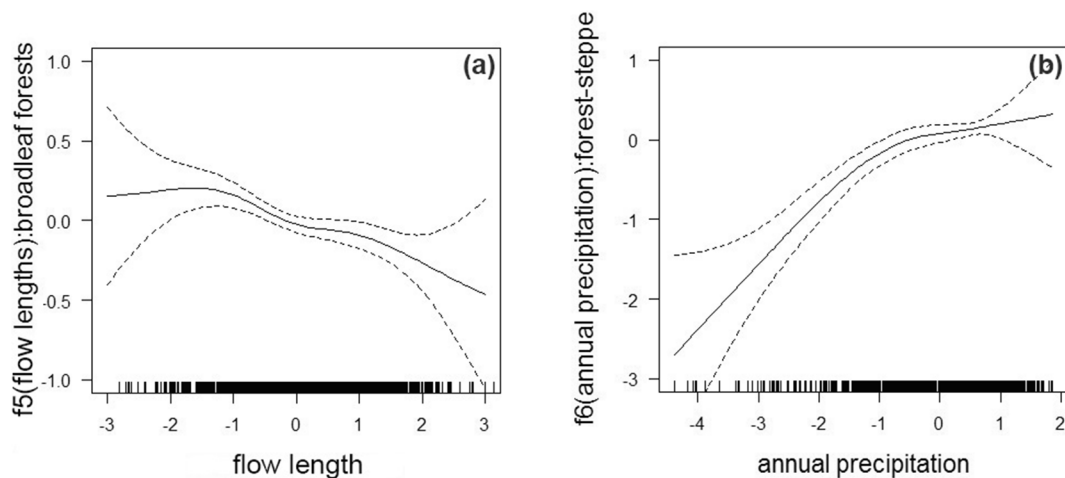 (a)
f5(flow lengths):broadleaf forests
1.0
0.5
0.0
-0.5
-1.0
-3 -2 -1 0 1 2 3
flow length
(b)
f6(annual precipitation):forest-steppe
1
0
-1
-2
-3
-4 -3 -2 -1 0 1 2
annual precipitation